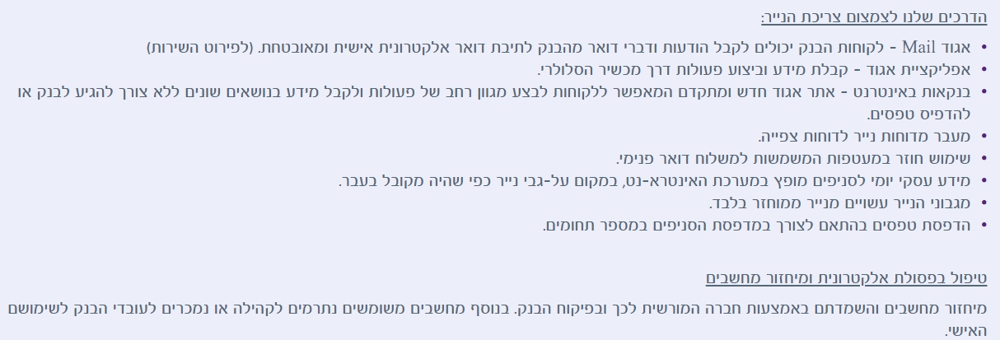 הדרכים שלנו לצמצום צריכת הנייר:
• אגוד Mail - לקוחות הבנק יכולים לקבל הודעות ודברי דואר מהבנק לתיבת דואר אלקטרונית אישית ומאובטחת. (לפירוט השירות)
• אפליקציית אגוד - קבלת מידע וביצוע פעולות דרך מכשיר הסלולרי.
• בנקאות באינטרנט - אתר אגוד חדש ומתקדם המאפשר ללקוחות לבצע מגוון רחב של פעולות ולקבל מידע בנושאים שונים ללא צורך להגיע לבנק או
להדפיס טפסים.
• מעבר מדוחות נייר לדוחות צפייה.
• שימוש חוזר במעטפות המשמשות למשלוח דואר פנימי.
• מידע עסקי יומי לסניפים מופץ במערכת האינטרא-נט, במקום על-גבי נייר כפי שהיה מקובל בעבר.
• מגבוני הנייר עשויים מנייר ממוחזר בלבד.
• הדפסת טפסים בהתאם לצורך במדפסת הסניפים במספר תחומים.
טיפול בפסולת אלקטרונית ומיחזור מחשבים
מיחזור מחשבים והשמדתם באמצעות חברה המורשית לכך ובפיקוח הבנק. בנוסף מחשבים משומשים נתרמים לקהילה או נמכרים לעובדי הבנק לשימושם
האישי.